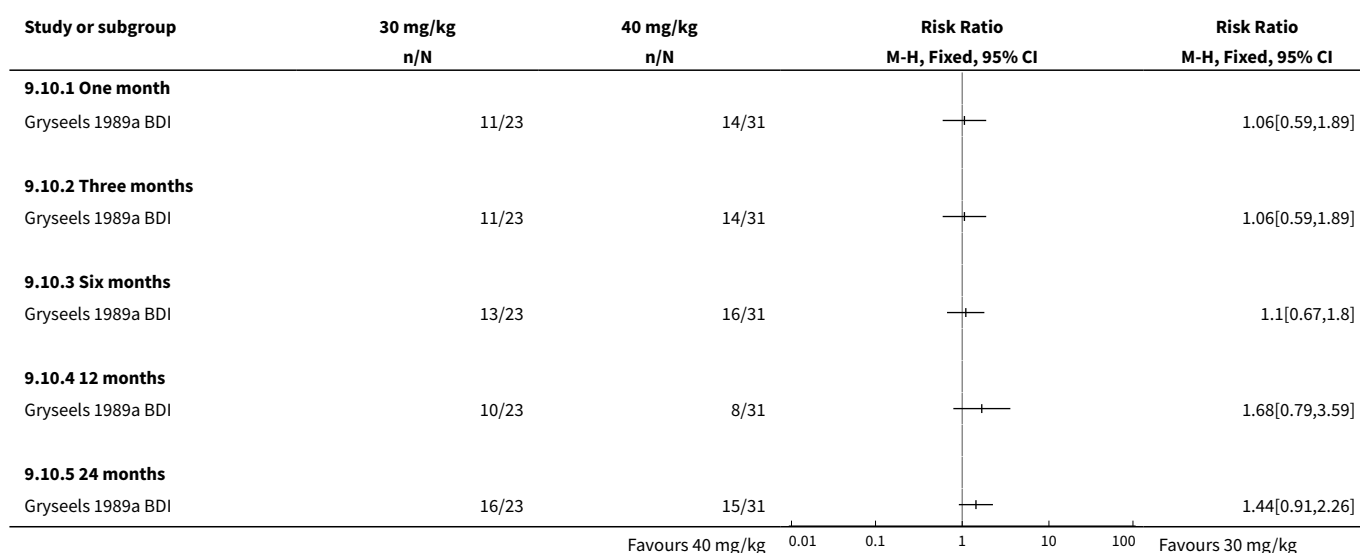 Study or subgroup 30 mg/kg 40 mg/kg Risk Ratio Risk Ratio
n/N n/N M-H, Fixed, 95% CI M-H, Fixed, 95% CI
9.10.1 One month
Gryseels 1989a BDI 11/23 14/31 1.06[0.59,1.89]
9.10.2 Three months
Gryseels 1989a BDI 11/23 14/31 1.06[0.59,1.89]
9.10.3 Six months
Gryseels 1989a BDI 13/23 16/31 1.1[0.67,1.8]
9.10.4 12 months
Gryseels 1989a BDI 10/23 8/31 1.68[0.79,3.59]
9.10.5 24 months
Gryseels 1989a BDI 16/23 15/31 1.44[0.91,2.26]
Favours 40 mg/kg 0.01 0.1 1 10 100 Favours 30 mg/kg